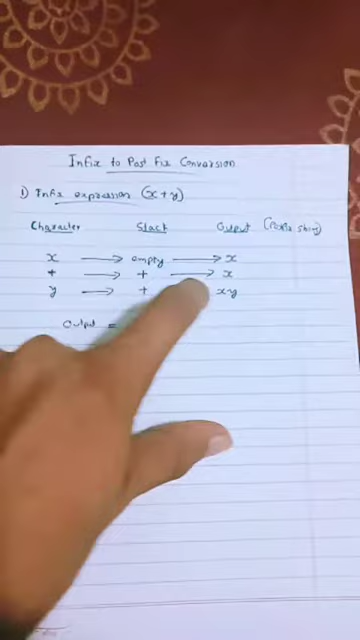 Infix to Post Fix Conversion
1) Infix expression (x+y)
Character Stack Output
x → empty → x
+ → + → x
y → + xy
Output =